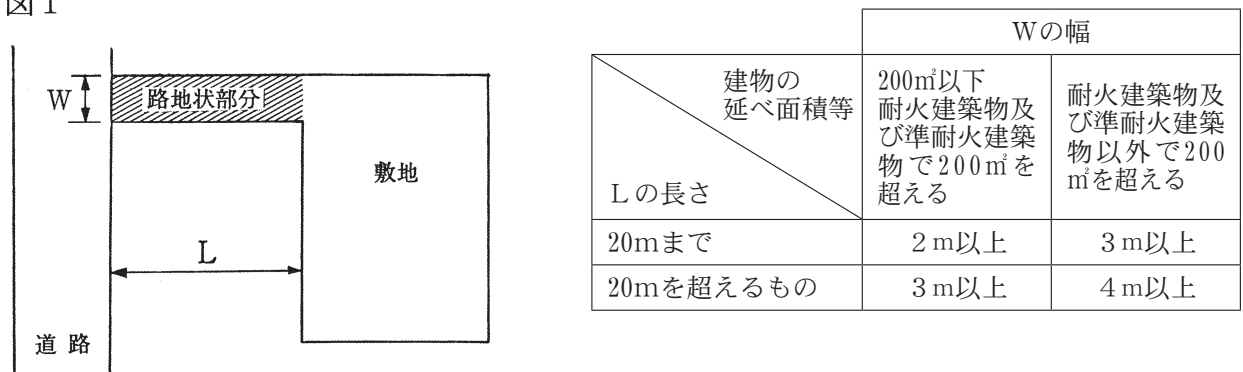 図1
W
路地状部分
敷地
L
道路
Wの幅
建物の
延べ面積等
Lの長さ
200㎡以下
耐火建築物及
び準耐火建築
物で200㎡を
超える
耐火建築物及
び準耐火建築
物以外で200
㎡を超える
20mまで
2m以上
3m以上
20mを超えるもの
3m以上
4m以上